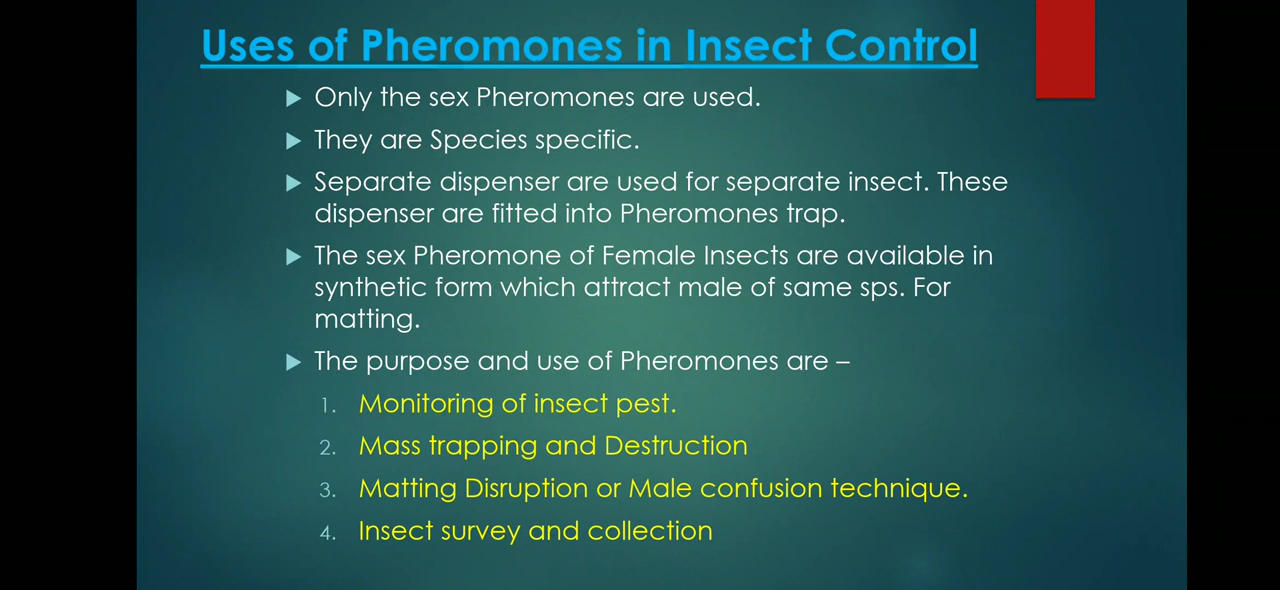 Uses of Pheromones in Insect Control
Only the sex Pheromones are used.
They are Species specific.
Separate dispenser are used for separate insect. These
dispenser are fitted into Pheromones trap.
The sex Pheromone of Female Insects are available in
synthetic form which attract male of same sps. For
matting.
The purpose and use of Pheromones are –
1. Monitoring of insect pest.
2. Mass trapping and Destruction
3. Matting Disruption or Male confusion technique.
4. Insect survey and collection